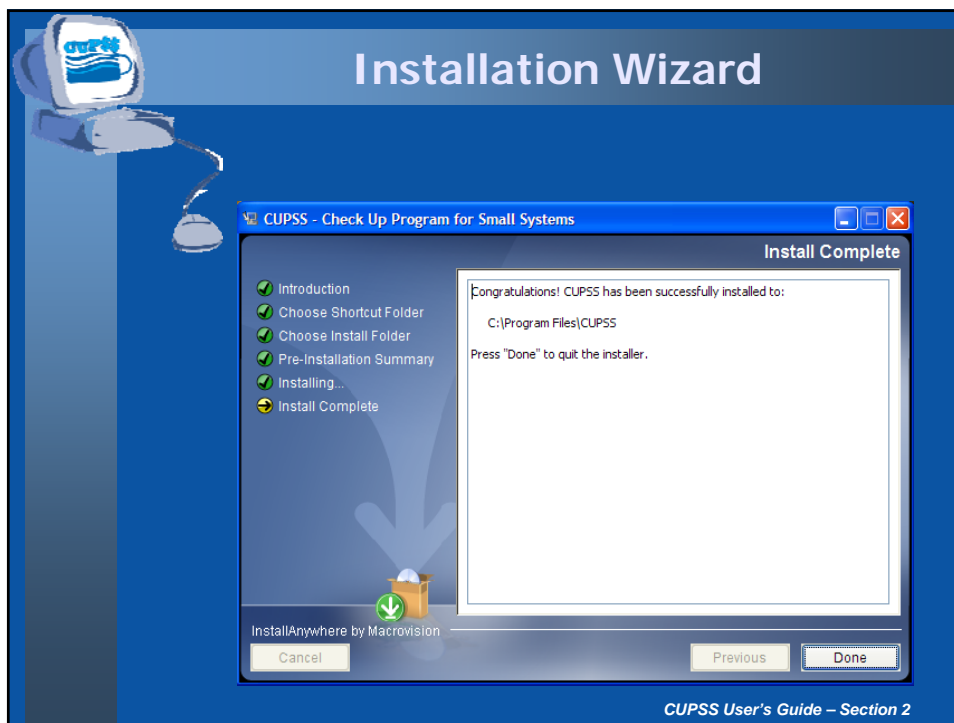 CUPSS
Installation Wizard
CUPSS - Check Up Program for Small Systems
Install Complete
Introduction
Choose Shortcut Folder
Choose Install Folder
Pre-Installation Summary
Installing...
Install Complete
Congratulations! CUPSS has been successfully installed to:
C:\Program Files\CUPSS
Press "Done" to quit the installer.
InstallAnywhere by Macrovision
Cancel
Previous
Done
CUPSS User's Guide – Section 2